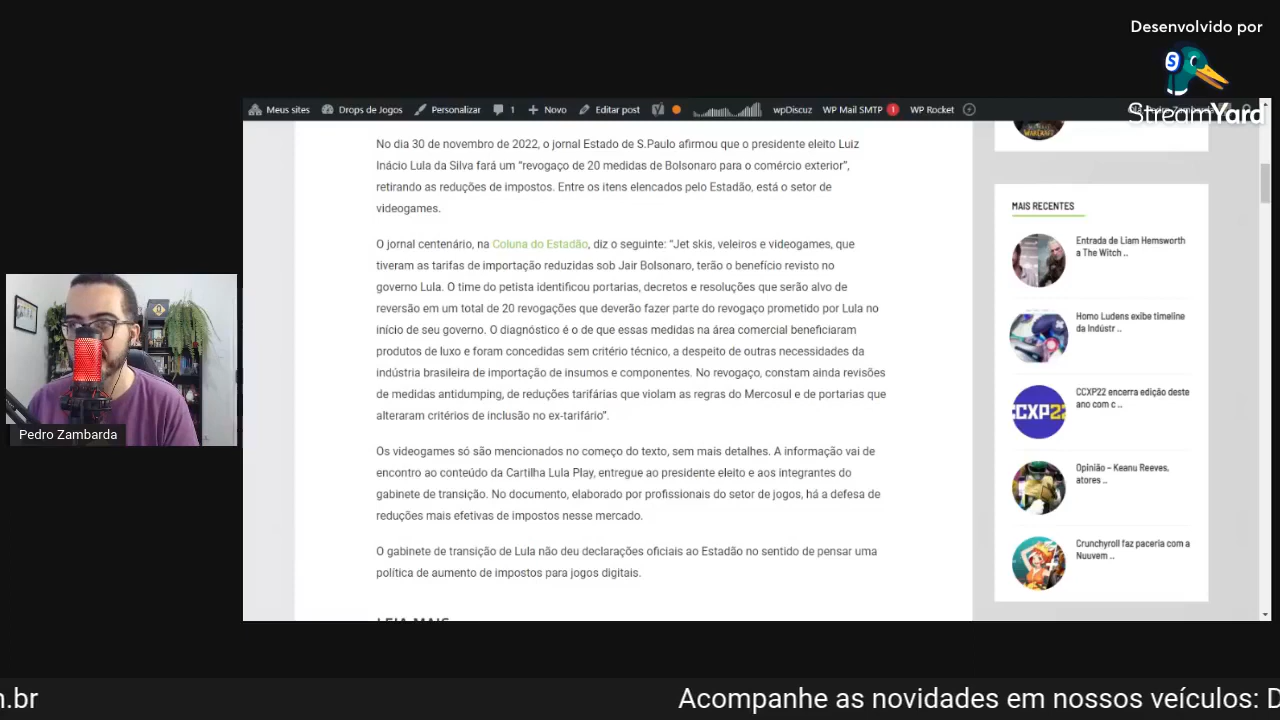 Desenvolvido por
StreamYard
Meus sites Drops de Jogos Personalizar 1 Novo Editar post wpDiscuz WP Mail SMTP 1 WP Rocket
No dia 30 de novembro de 2022, o jornal Estado de S.Paulo afirmou que o presidente eleito Luiz
Inácio Lula da Silva fará um “revogaço de 20 medidas de Bolsonaro para o comércio exterior”,
retirando as reduções de impostos. Entre os itens elencados pelo Estadão, está o setor de
videogames.
O jornal centenário, na Coluna do Estadão, diz o seguinte: “Jet skis, veleiros e videogames, que
tiveram as tarifas de importação reduzidas sob Jair Bolsonaro, terão o benefício revisto no
governo Lula. O time do petista identificou portarias, decretos e resoluções que serão alvo de
reversão em um total de 20 revogações que deverão fazer parte do revogaço prometido por Lula no
início de seu governo. O diagnóstico é o de que essas medidas na área comercial beneficiaram
produtos de luxo e foram concedidas sem critério técnico, a despeito de outras necessidades da
indústria brasileira de importação de insumos e componentes. No revogaço, constam ainda revisões
de medidas antidumping, de reduções tarifárias que violam as regras do Mercosul e de portarias que
alteraram critérios de inclusão no ex-tarifário”.
Os videogames só são mencionados no começo do texto, sem mais detalhes. A informação vai de
encontro ao conteúdo da Cartilha Lula Play, entregue ao presidente eleito e aos integrantes do
gabinete de transição. No documento, elaborado por profissionais do setor de jogos, há a defesa de
reduções mais efetivas de impostos nesse mercado.
O gabinete de transição de Lula não deu declarações oficiais ao Estadão no sentido de pensar uma
política de aumento de impostos para jogos digitais.
LEIA MAIS
MAIS RECENTES
Entrada de Liam Hemsworth
a The Witch ..
Homo Ludens exibe timeline
da Indústr ..
CCXP22 encerra edição deste
ano com c ..
CCXP22
Opinião – Keanu Reeves,
atores ..
Crunchyroll faz paceria com a
Nuuvem ..
Pedro Zambarda
n.br Acompanhe as novidades em nossos veículos: D